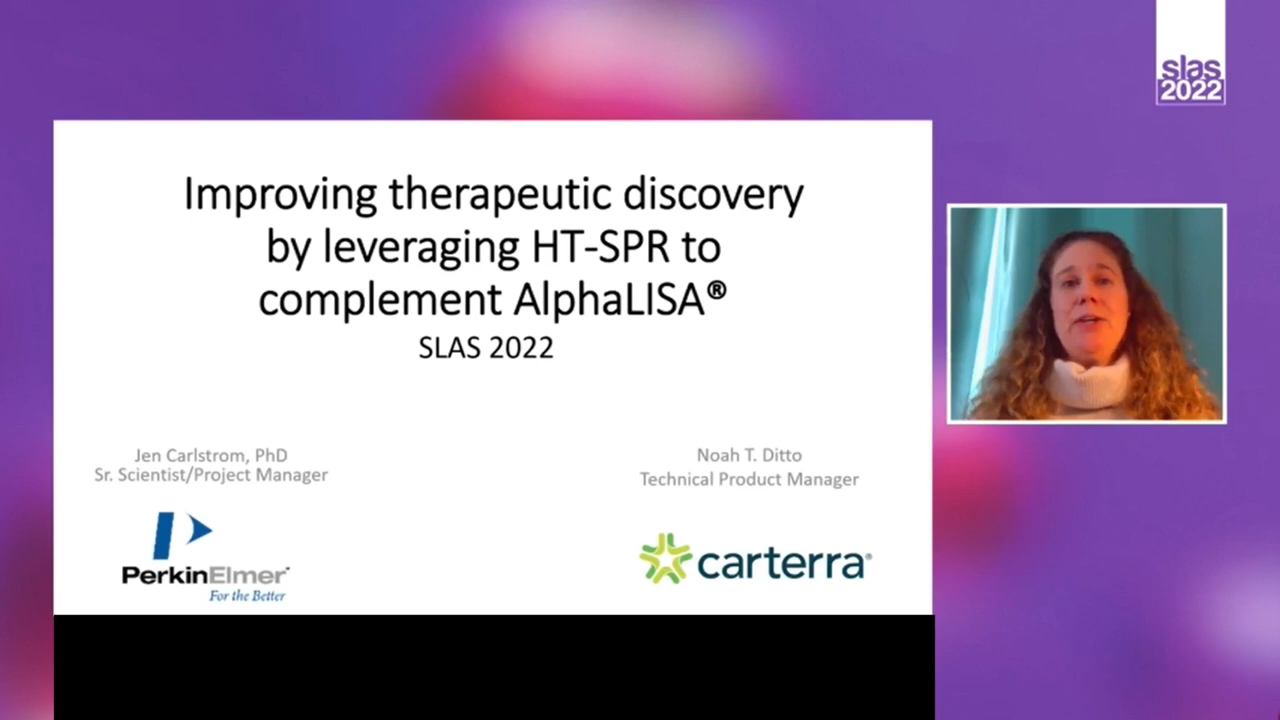 slas
2022
Improving therapeutic discovery
by leveraging HT-SPR to
complement AlphaLISA®
SLAS 2022
Jen Carlstrom, PhD
Sr. Scientist/Project Manager
PerkinElmer™
For the Better
Noah T. Ditto
Technical Product Manager
carterra®